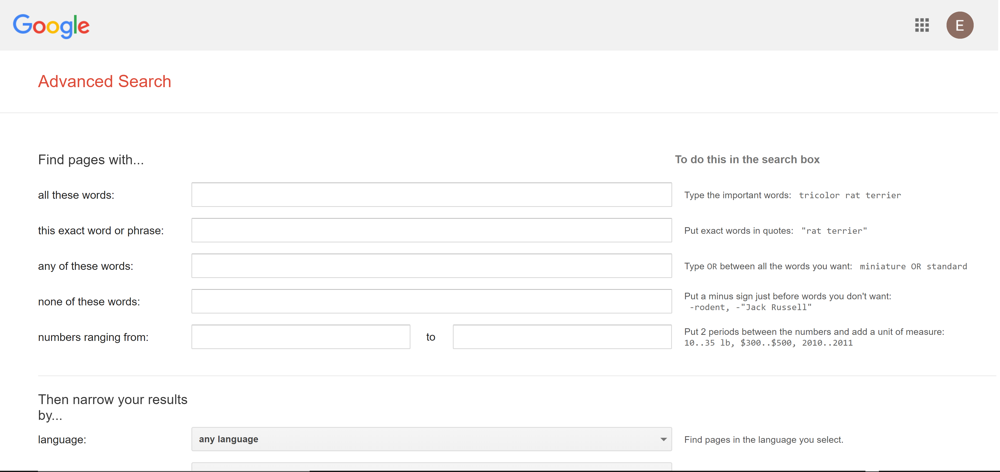 Google
E
Advanced Search
Find pages with...
To do this in the search box
all these words:
Type the important words: tricolor rat terrier
this exact word or phrase:
Put exact words in quotes: "rat terrier"
any of these words:
Type OR between all the words you want: miniature OR standard
none of these words:
Put a minus sign just before words you don't want:
-rodent, -"Jack Russell"
numbers ranging from:
to
Put 2 periods between the numbers and add a unit of measure:
10..35 lb, $300..$500, 2010..2011
Then narrow your results
by...
language:
any language
Find pages in the language you select.